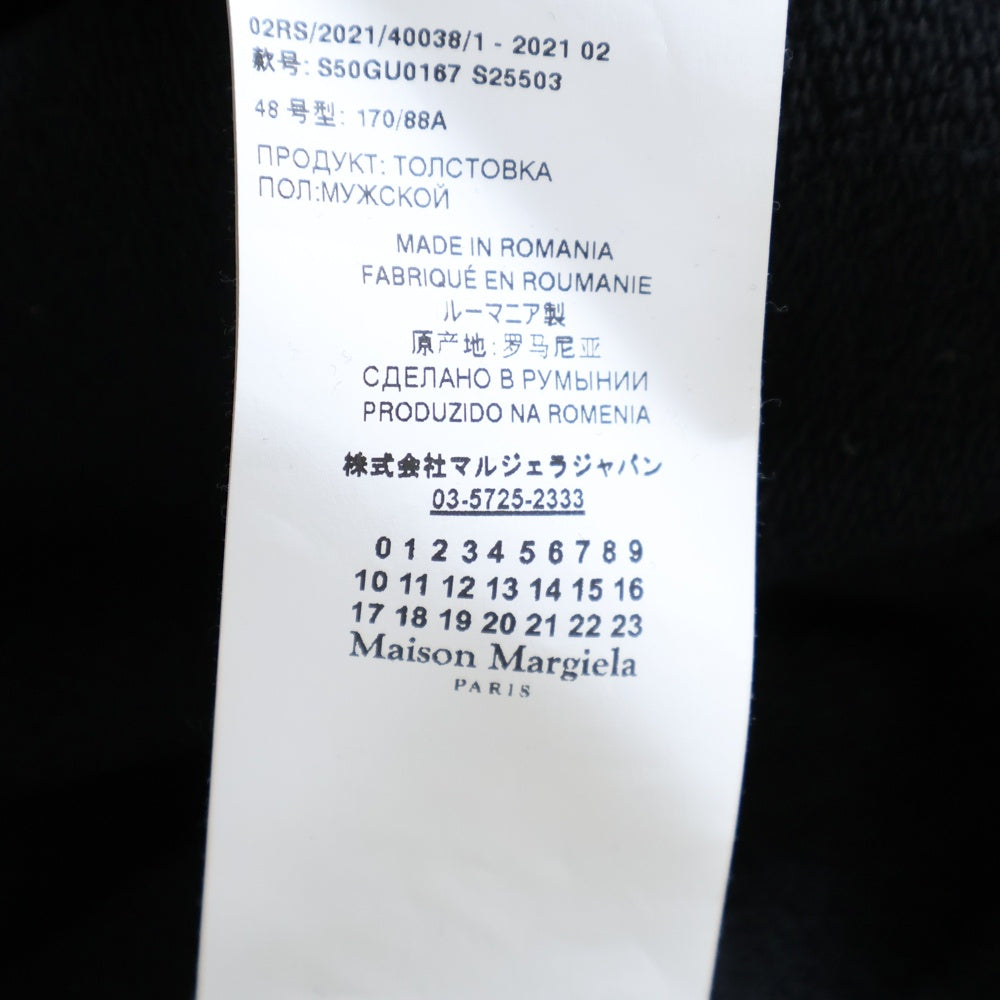 02RS/2021/40038/1 - 2021 02
款号: S50GU0167 S25503
48 号型: 170/88A
ПРОДУКТ: ТОЛСТОВКА
ПОЛ:МУЖСКОЙ
MADE IN ROMANIA
FABRIQUÉ EN ROUMANIE
ルーマニア製
原产地:罗马尼亚
СДЕЛАНО В РУМЫНИИ
PRODUZIDO NA ROMENIA
株式会社マルジェラジャパン
03-5725-2333
0 1 2 3 4 5 6 7 8 9
10 11 12 13 14 15 16
17 18 19 20 21 22 23
Maison Margiela
PARIS